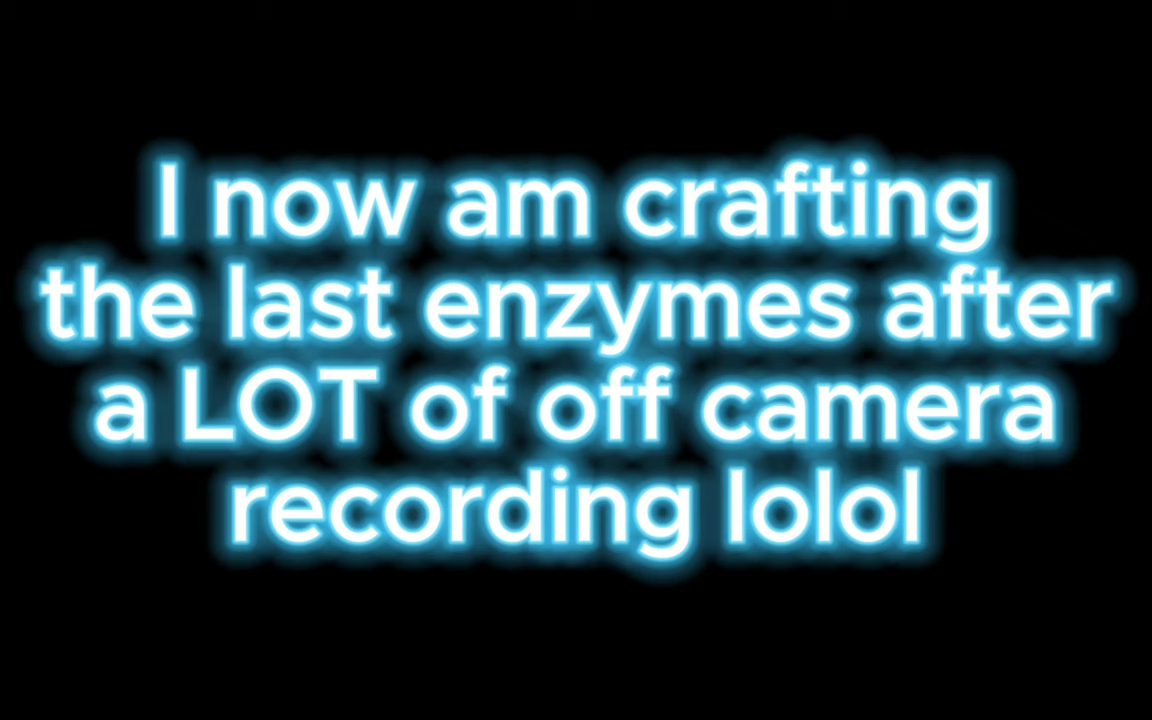 I now am crafting
the last enzymes after
a LOT of off camera
recording lolol